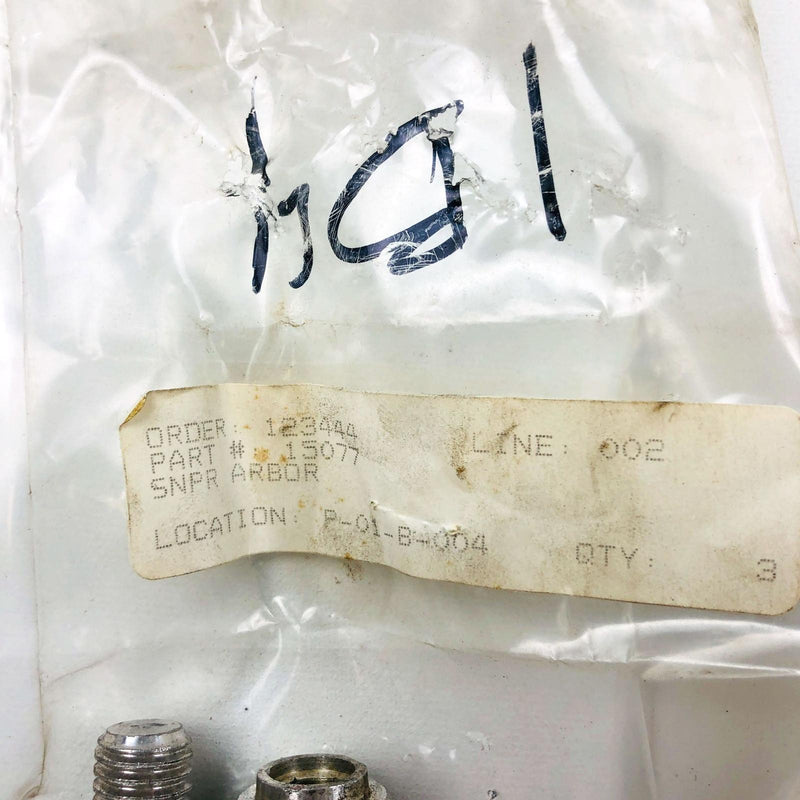 ORDER: 123444 LINE: 002
PART # 15077
SNPR ARBOR
LOCATION: P-01-B4004 QTY: 3